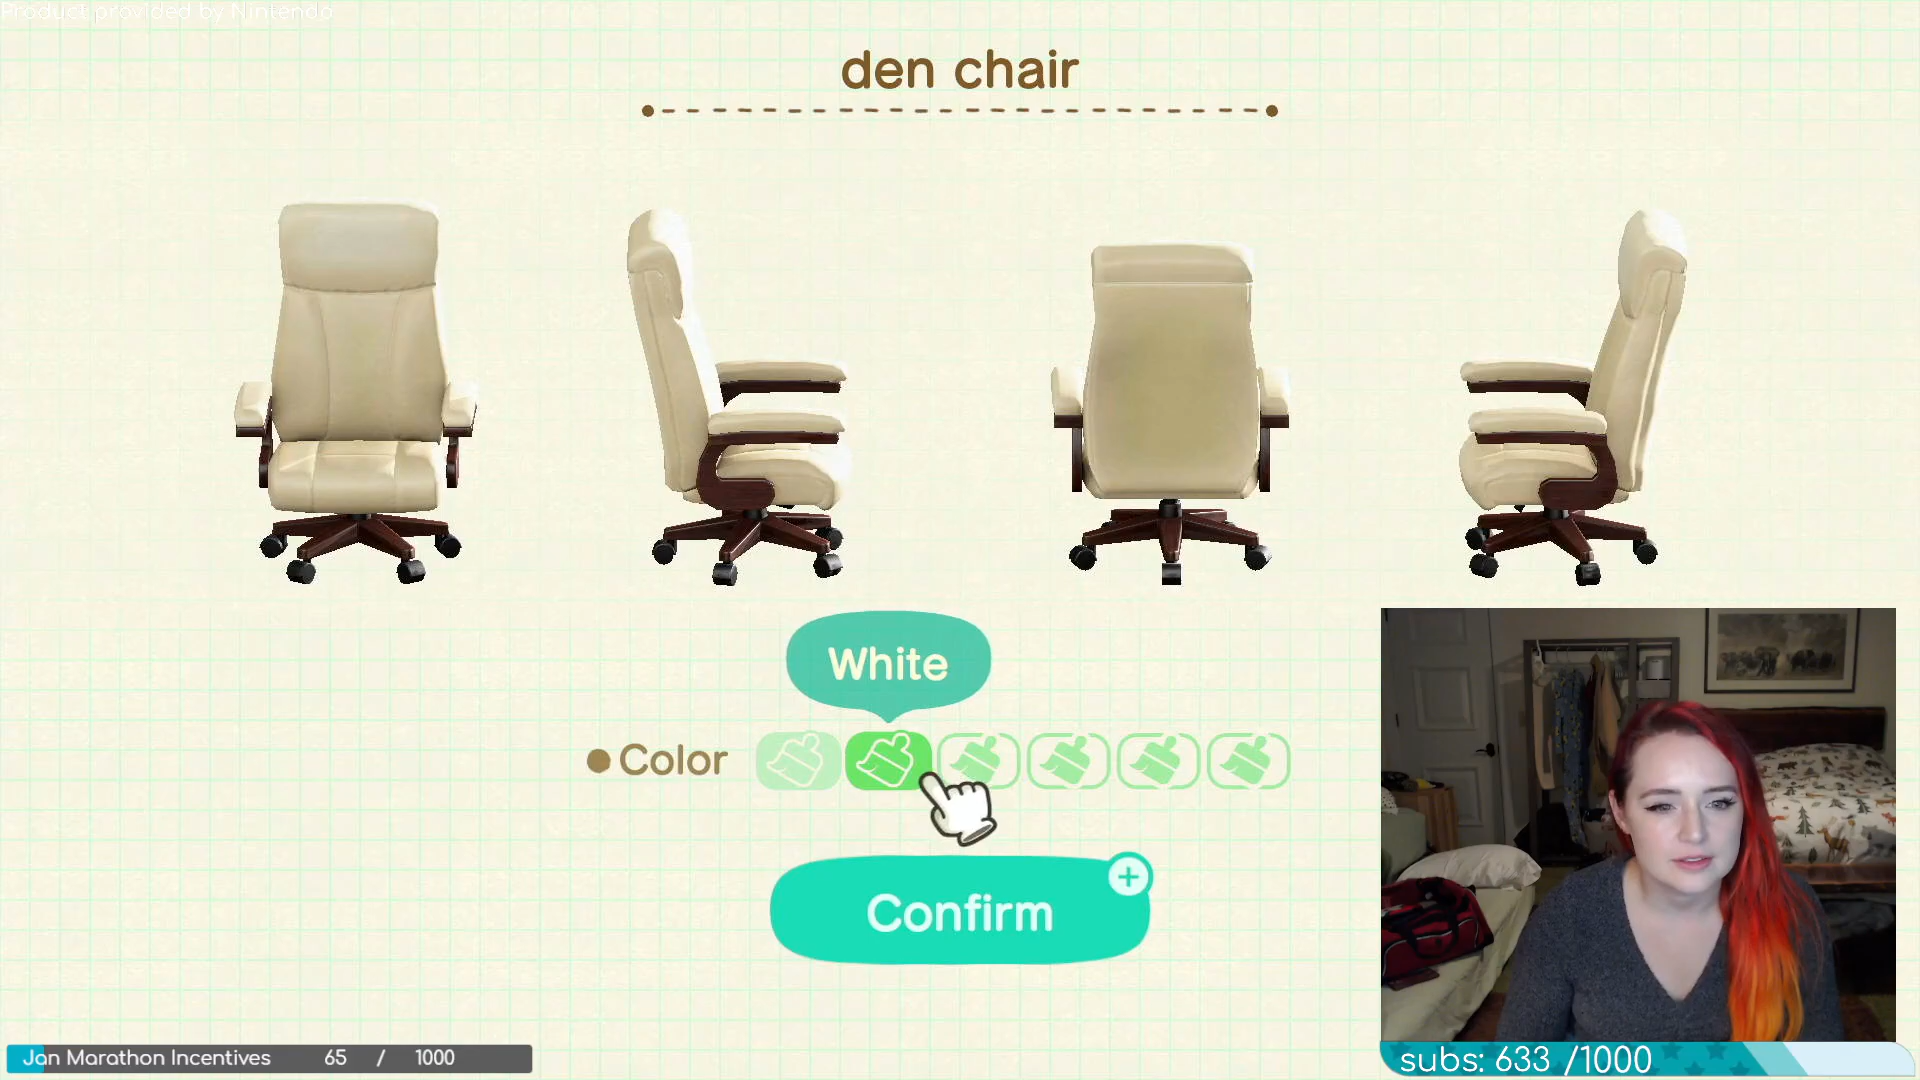 Product provided by Nintendo
den chair
White
Color
Confirm
Jan Marathon Incentives 65 / 1000
subs: 633 /1000